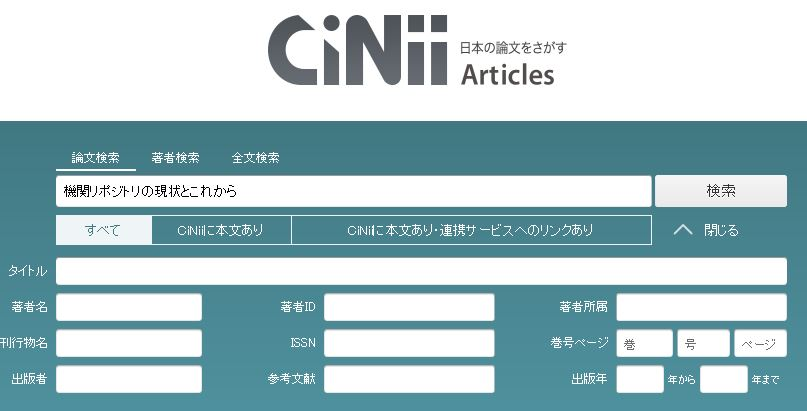 CiNii 日本の論文をさがす
Articles
論文検索 著者検索 全文検索
機関リポジトリの現状とこれから 検索
すべて CiNiiに本文あり CiNiiに本文あり・連携サービスへのリンクあり 閉じる
タイトル
著者名 著者ID 著者所属
刊行物名 ISSN 巻号ページ 巻 号 ページ
出版者 参考文献 出版年 年から 年まで